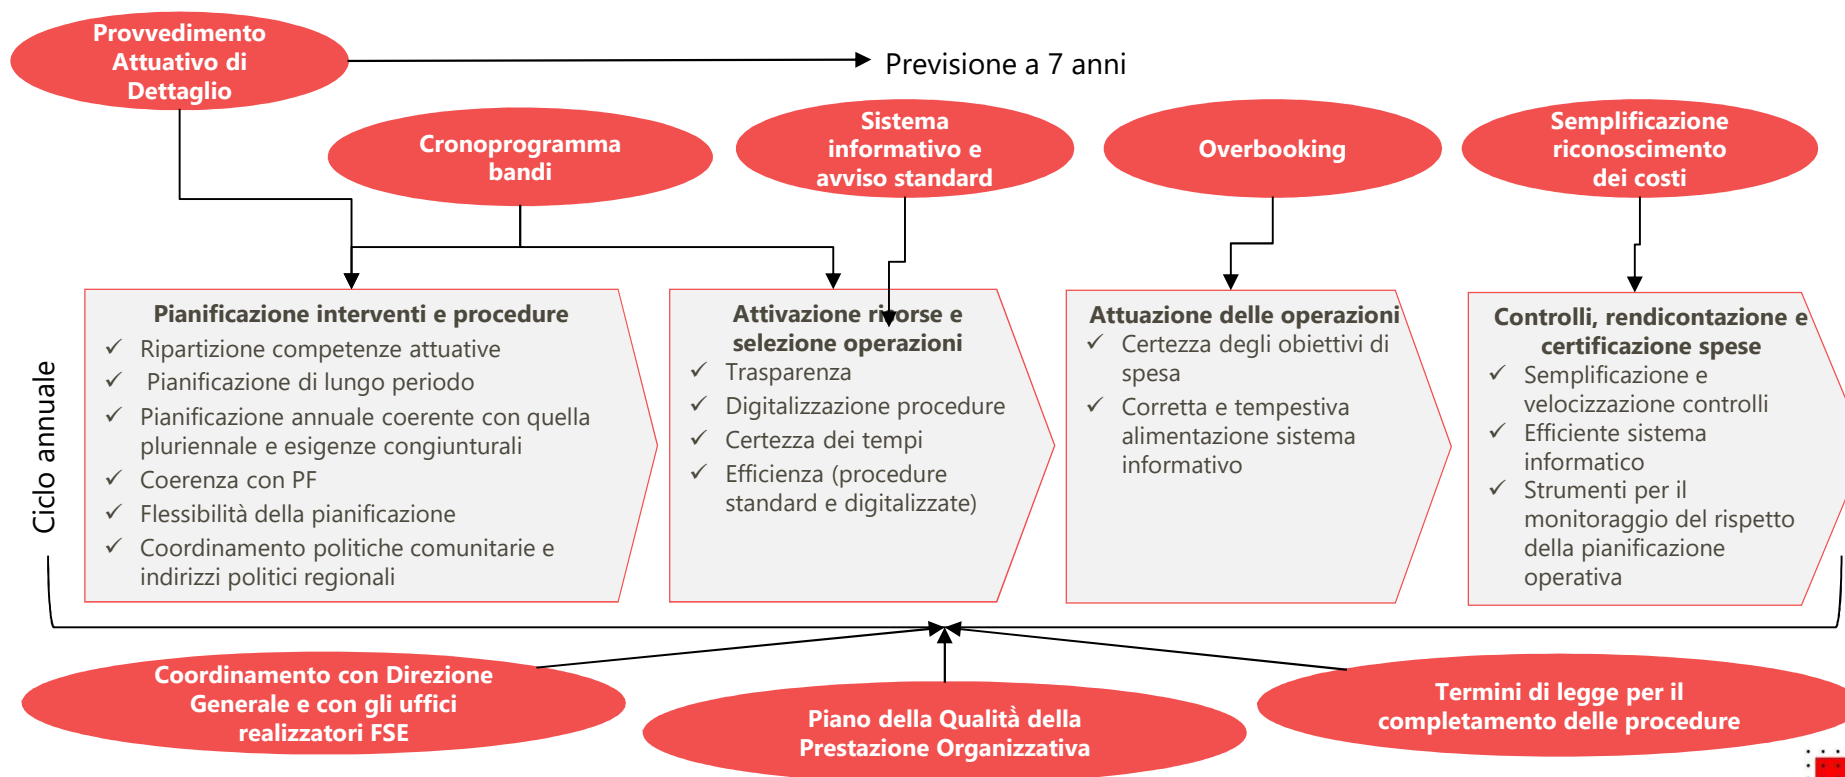 Provvedimento
Attuativo di
Dettaglio
Previsione a 7 anni
Cronoprogramma
bandi
Sistema
informativo e
avviso standard
Overbooking
Semplificazione
riconoscimento
dei costi
Ciclo annuale
Pianificazione interventi e procedure
✓ Ripartizione competenze attuative
✓ Pianificazione di lungo periodo
✓ Pianificazione annuale coerente con quella
pluriennale e esigenze congiunturali
✓ Coerenza con PF
✓ Flessibilità della pianificazione
✓ Coordinamento politiche comunitarie e
indirizzi politici regionali
Attivazione risorse e
selezione operazioni
✓ Trasparenza
✓ Digitalizzazione procedure
✓ Certezza dei tempi
✓ Efficienza (procedure
standard e digitalizzate)
Attuazione delle operazioni
✓ Certezza degli obiettivi di
spesa
✓ Corretta e tempestiva
alimentazione sistema
informativo
Controlli, rendicontazione e
certificazione spese
✓ Semplificazione e
velocizzazione controlli
✓ Efficiente sistema
informatico
✓ Strumenti per il
monitoraggio del rispetto
della pianificazione
operativa
Coordinamento con Direzione
Generale e con gli uffici
realizzatori FSE
Piano della Qualità della
Prestazione Organizzativa
Termini di legge per il
completamento delle procedure